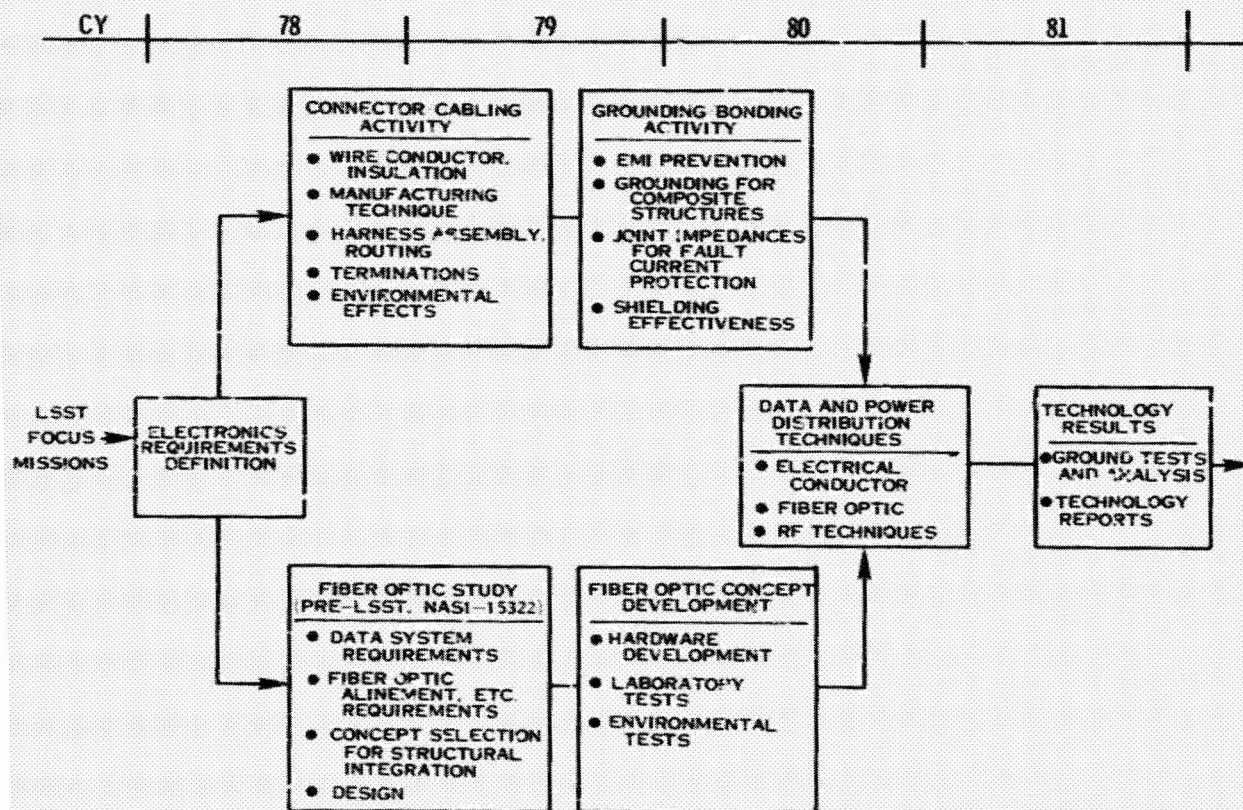 CY 78 79 80 81
CONNECTOR CABLING
ACTIVITY
● WIRE CONDUCTOR,
INSULATION
● MANUFACTURING
TECHNIQUE
● HARNESS ASSEMBLY,
ROUTING
● TERMINATIONS
● ENVIRONMENTAL
EFFECTS
GROUNDING BONDING
ACTIVITY
● EMI PREVENTION
● GROUNDING FOR
COMPOSITE
STRUCTURES
● JOINT IMPEDANCES
FOR FAULT
CURRENT
PROTECTION
● SHIELDING
EFFECTIVENESS
LSST
FOCUS
MISSIONS
ELECTRONICS
REQUIREMENTS
DEFINITION
DATA AND POWER
DISTRIBUTION
TECHNIQUES
● ELECTRICAL
CONDUCTOR
● FIBER OPTIC
● RF TECHNIQUES
TECHNOLOGY
RESULTS
● GROUND TESTS
AND ANALYSIS
● TECHNOLOGY
REPORTS
FIBER OPTIC STUDY
(PRE-LSST, NAS1-15322)
● DATA SYSTEM
REQUIREMENTS
● FIBER OPTIC
ALINEMENT, ETC.
REQUIREMENTS
● CONCEPT SELECTION
FOR STRUCTURAL
INTEGRATION
● DESIGN
FIBER OPTIC CONCEPT
DEVELOPMENT
● HARDWARE
DEVELOPMENT
● LABORATORY
TESTS
● ENVIRONMENTAL
TESTS